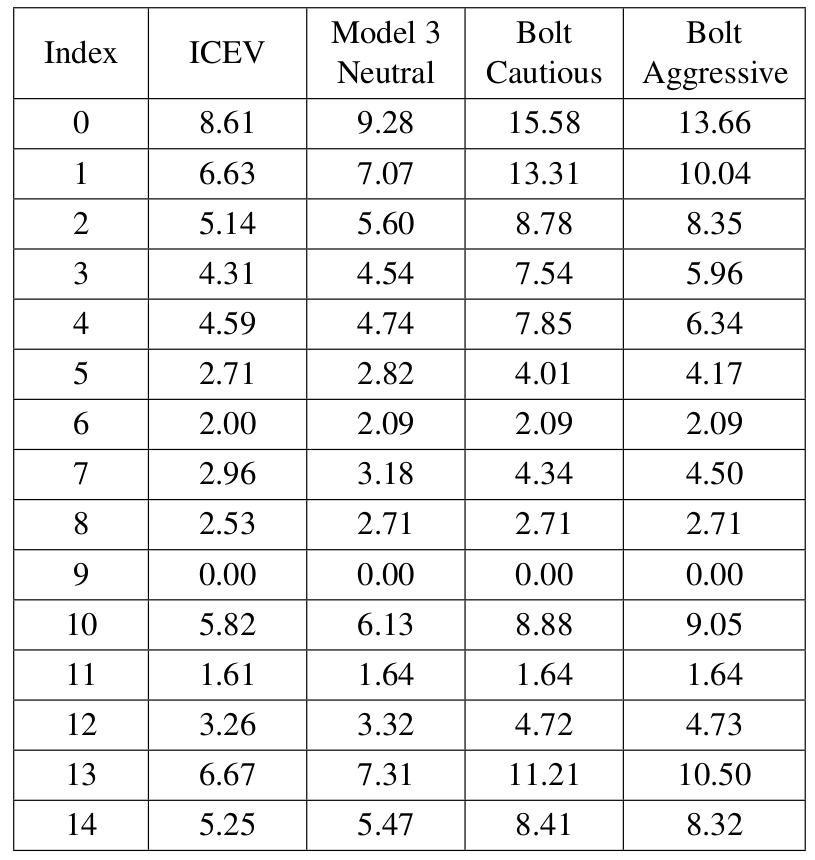 Index ICEV Model 3 Neutral Bolt Cautious Bolt Aggressive
0 8.61 9.28 15.58 13.66
1 6.63 7.07 13.31 10.04
2 5.14 5.60 8.78 8.35
3 4.31 4.54 7.54 5.96
4 4.59 4.74 7.85 6.34
5 2.71 2.82 4.01 4.17
6 2.00 2.09 2.09 2.09
7 2.96 3.18 4.34 4.50
8 2.53 2.71 2.71 2.71
9 0.00 0.00 0.00 0.00
10 5.82 6.13 8.88 9.05
11 1.61 1.64 1.64 1.64
12 3.26 3.32 4.72 4.73
13 6.67 7.31 11.21 10.50
14 5.25 5.47 8.41 8.32